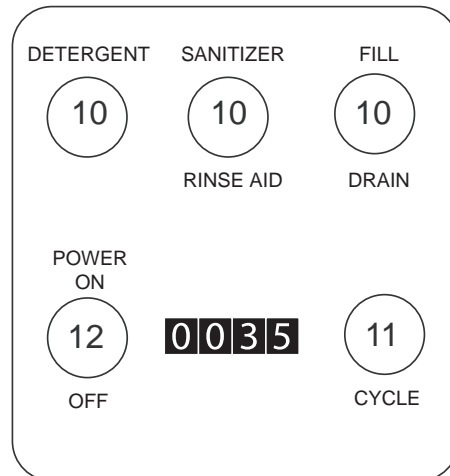 DETERGENT SANITIZER FILL
10 10 10
RINSE AID DRAIN
POWER
ON
12 0035 11
OFF CYCLE